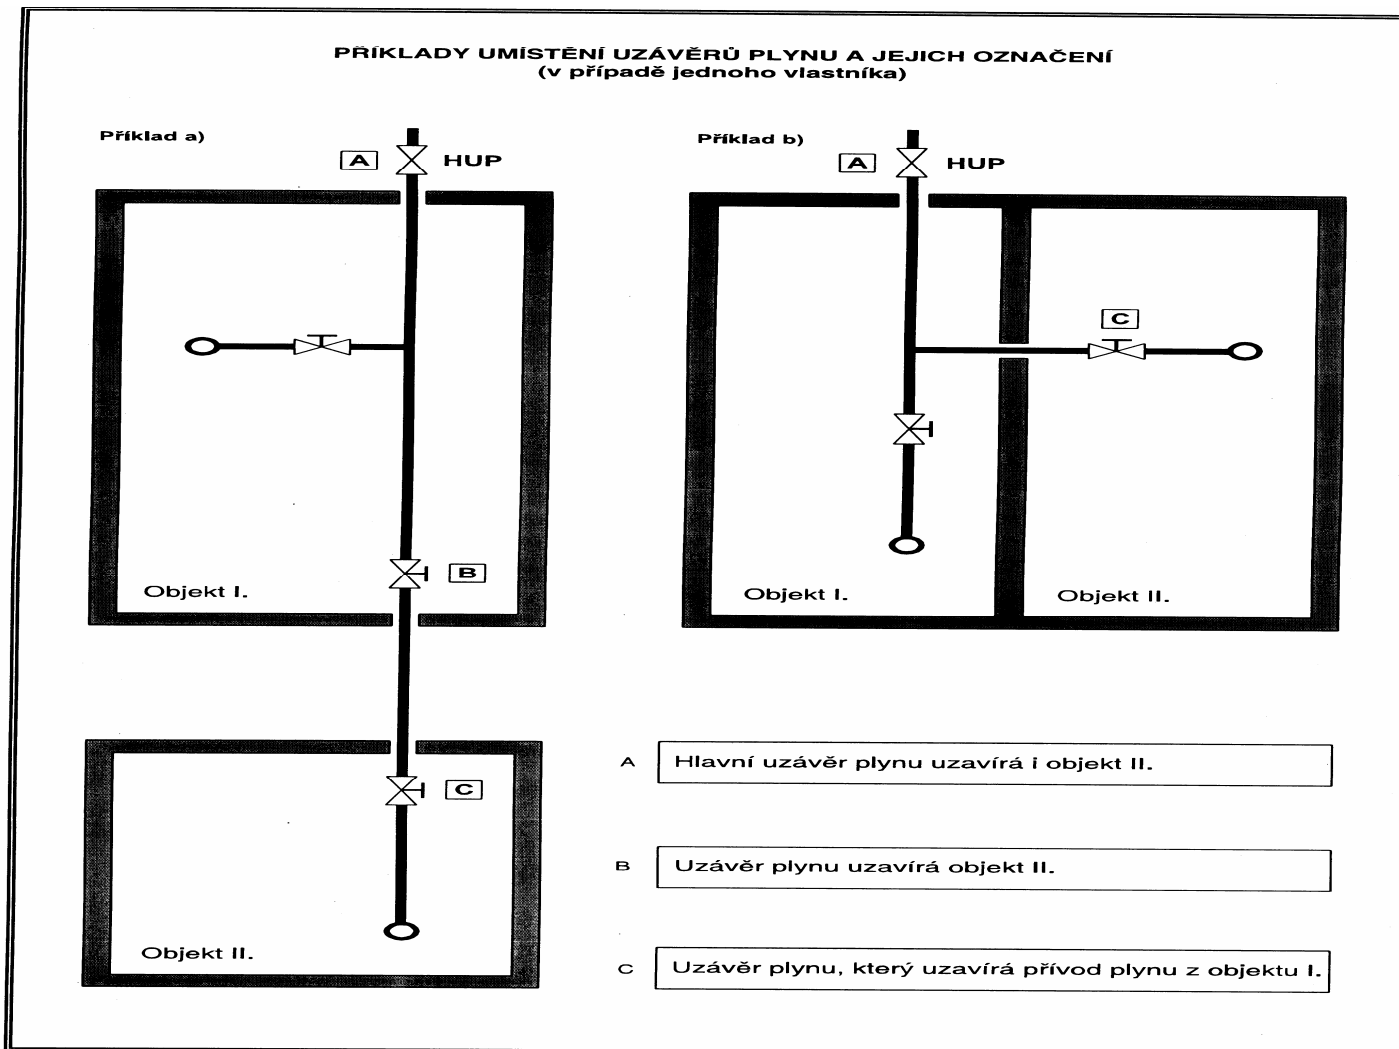 PŘÍKLADY UMÍSTĚNÍ UZÁVĚRŮ PLYNU A JEJICH OZNAČENÍ
(v případě jednoho vlastníka)
Příklad a)
A HUP
B
Objekt I.
C
Objekt II.
Příklad b)
A HUP
C
Objekt I.
Objekt II.
A Hlavní uzávěr plynu uzavírá i objekt II.
B Uzávěr plynu uzavírá objekt II.
C Uzávěr plynu, který uzavírá přívod plynu z objektu I.